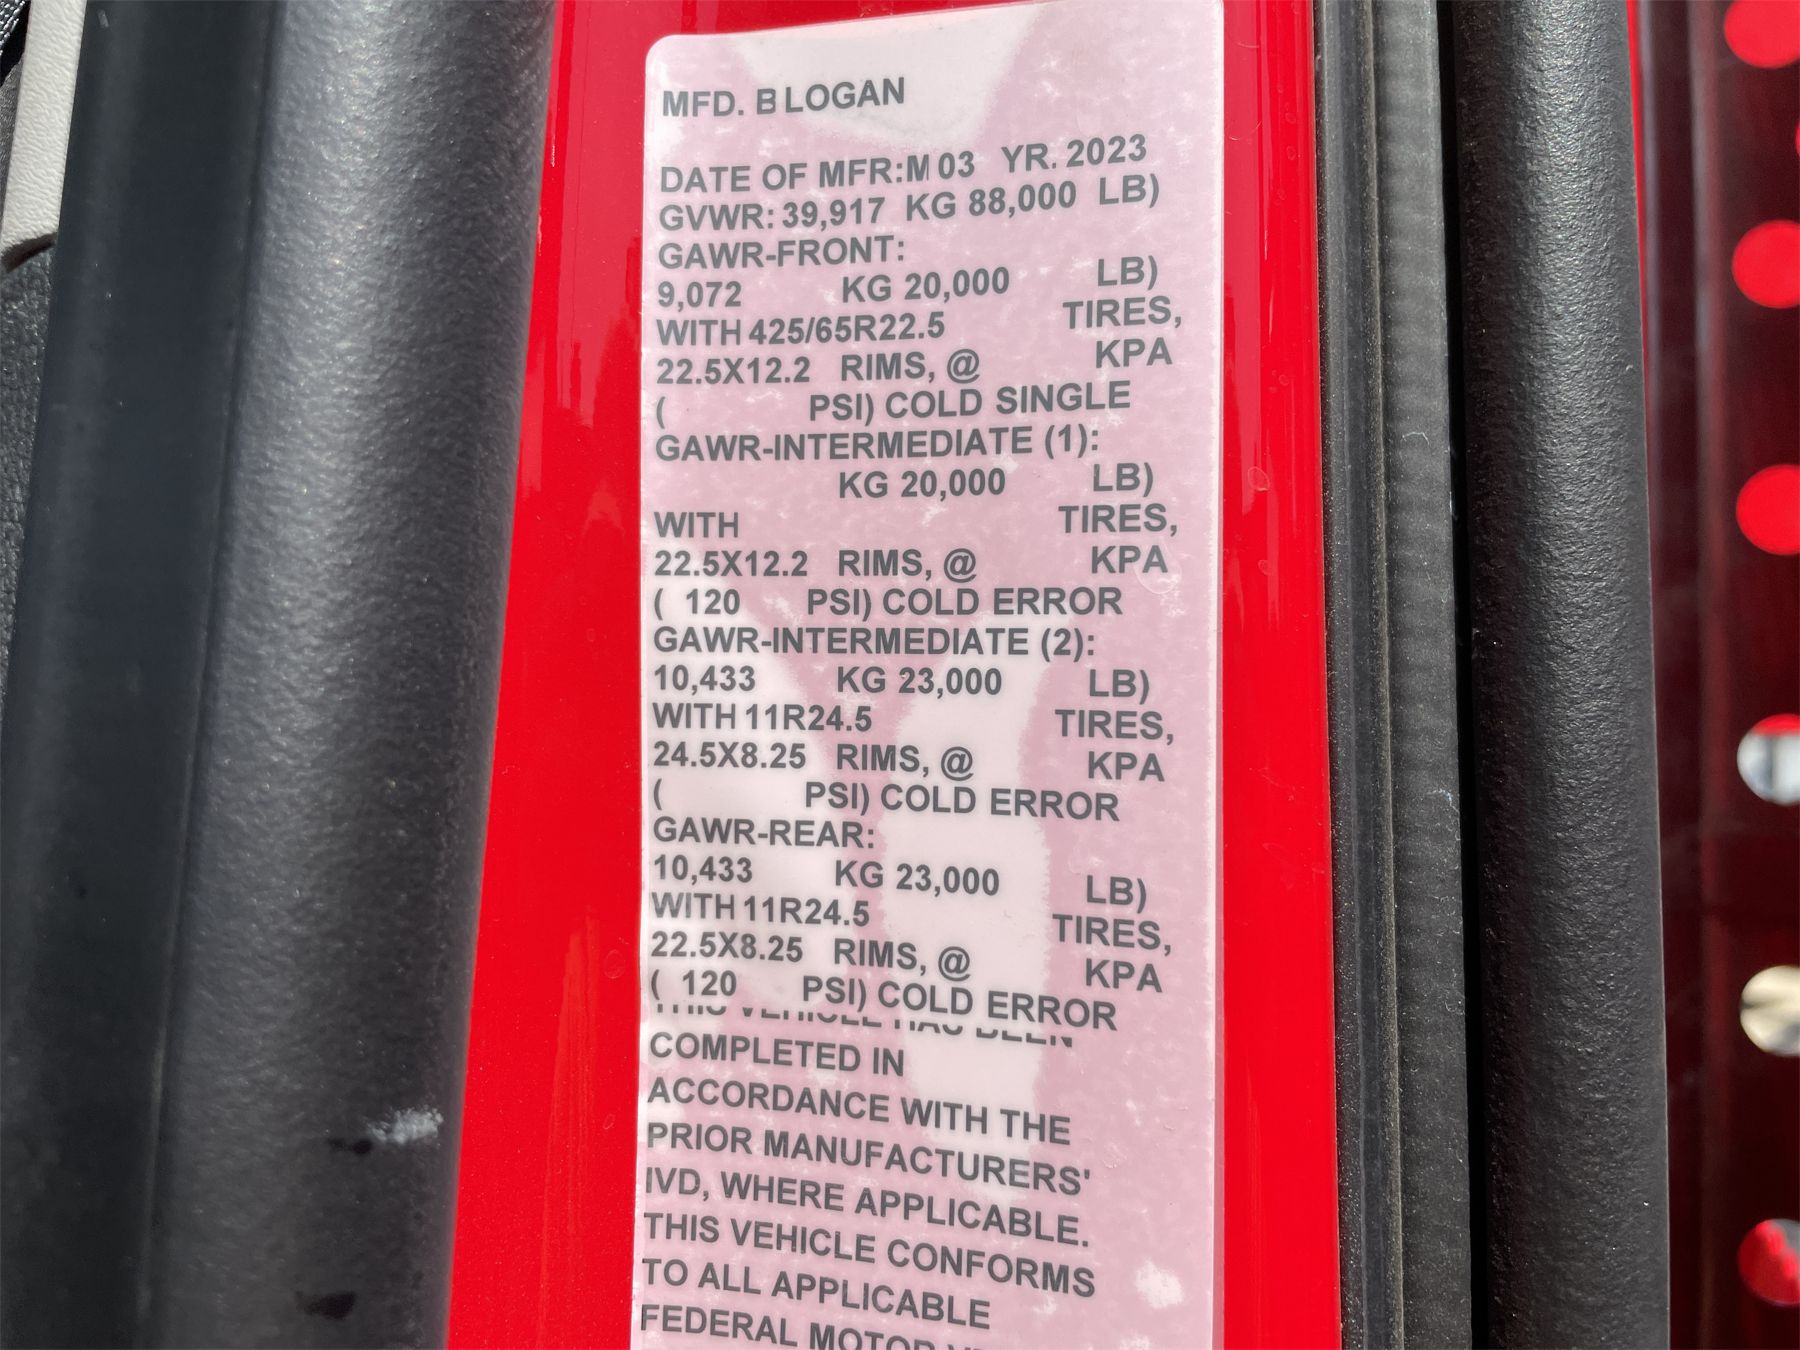 MFD. B LOGAN
DATE OF MFR:M 03 YR. 2023
GVWR: 39,917 KG 88,000 LB)
GAWR-FRONT:
9,072 KG 20,000 LB)
WITH 425/65R22.5 TIRES,
22.5X12.2 RIMS, @ KPA
( PSI) COLD SINGLE
GAWR-INTERMEDIATE (1):
KG 20,000 LB)
WITH TIRES,
22.5X12.2 RIMS, @ KPA
( 120 PSI) COLD ERROR
GAWR-INTERMEDIATE (2):
10,433 KG 23,000 LB)
WITH 11R24.5 TIRES,
24.5X8.25 RIMS, @ KPA
( PSI) COLD ERROR
GAWR-REAR:
10,433 KG 23,000 LB)
WITH 11R24.5 TIRES,
22.5X8.25 RIMS, @ KPA
( 120 PSI) COLD ERROR
THIS VEHICLE HAS BEEN
COMPLETED IN
ACCORDANCE WITH THE
PRIOR MANUFACTURERS'
IVD, WHERE APPLICABLE.
THIS VEHICLE CONFORMS
TO ALL APPLICABLE
FEDERAL MOTOR